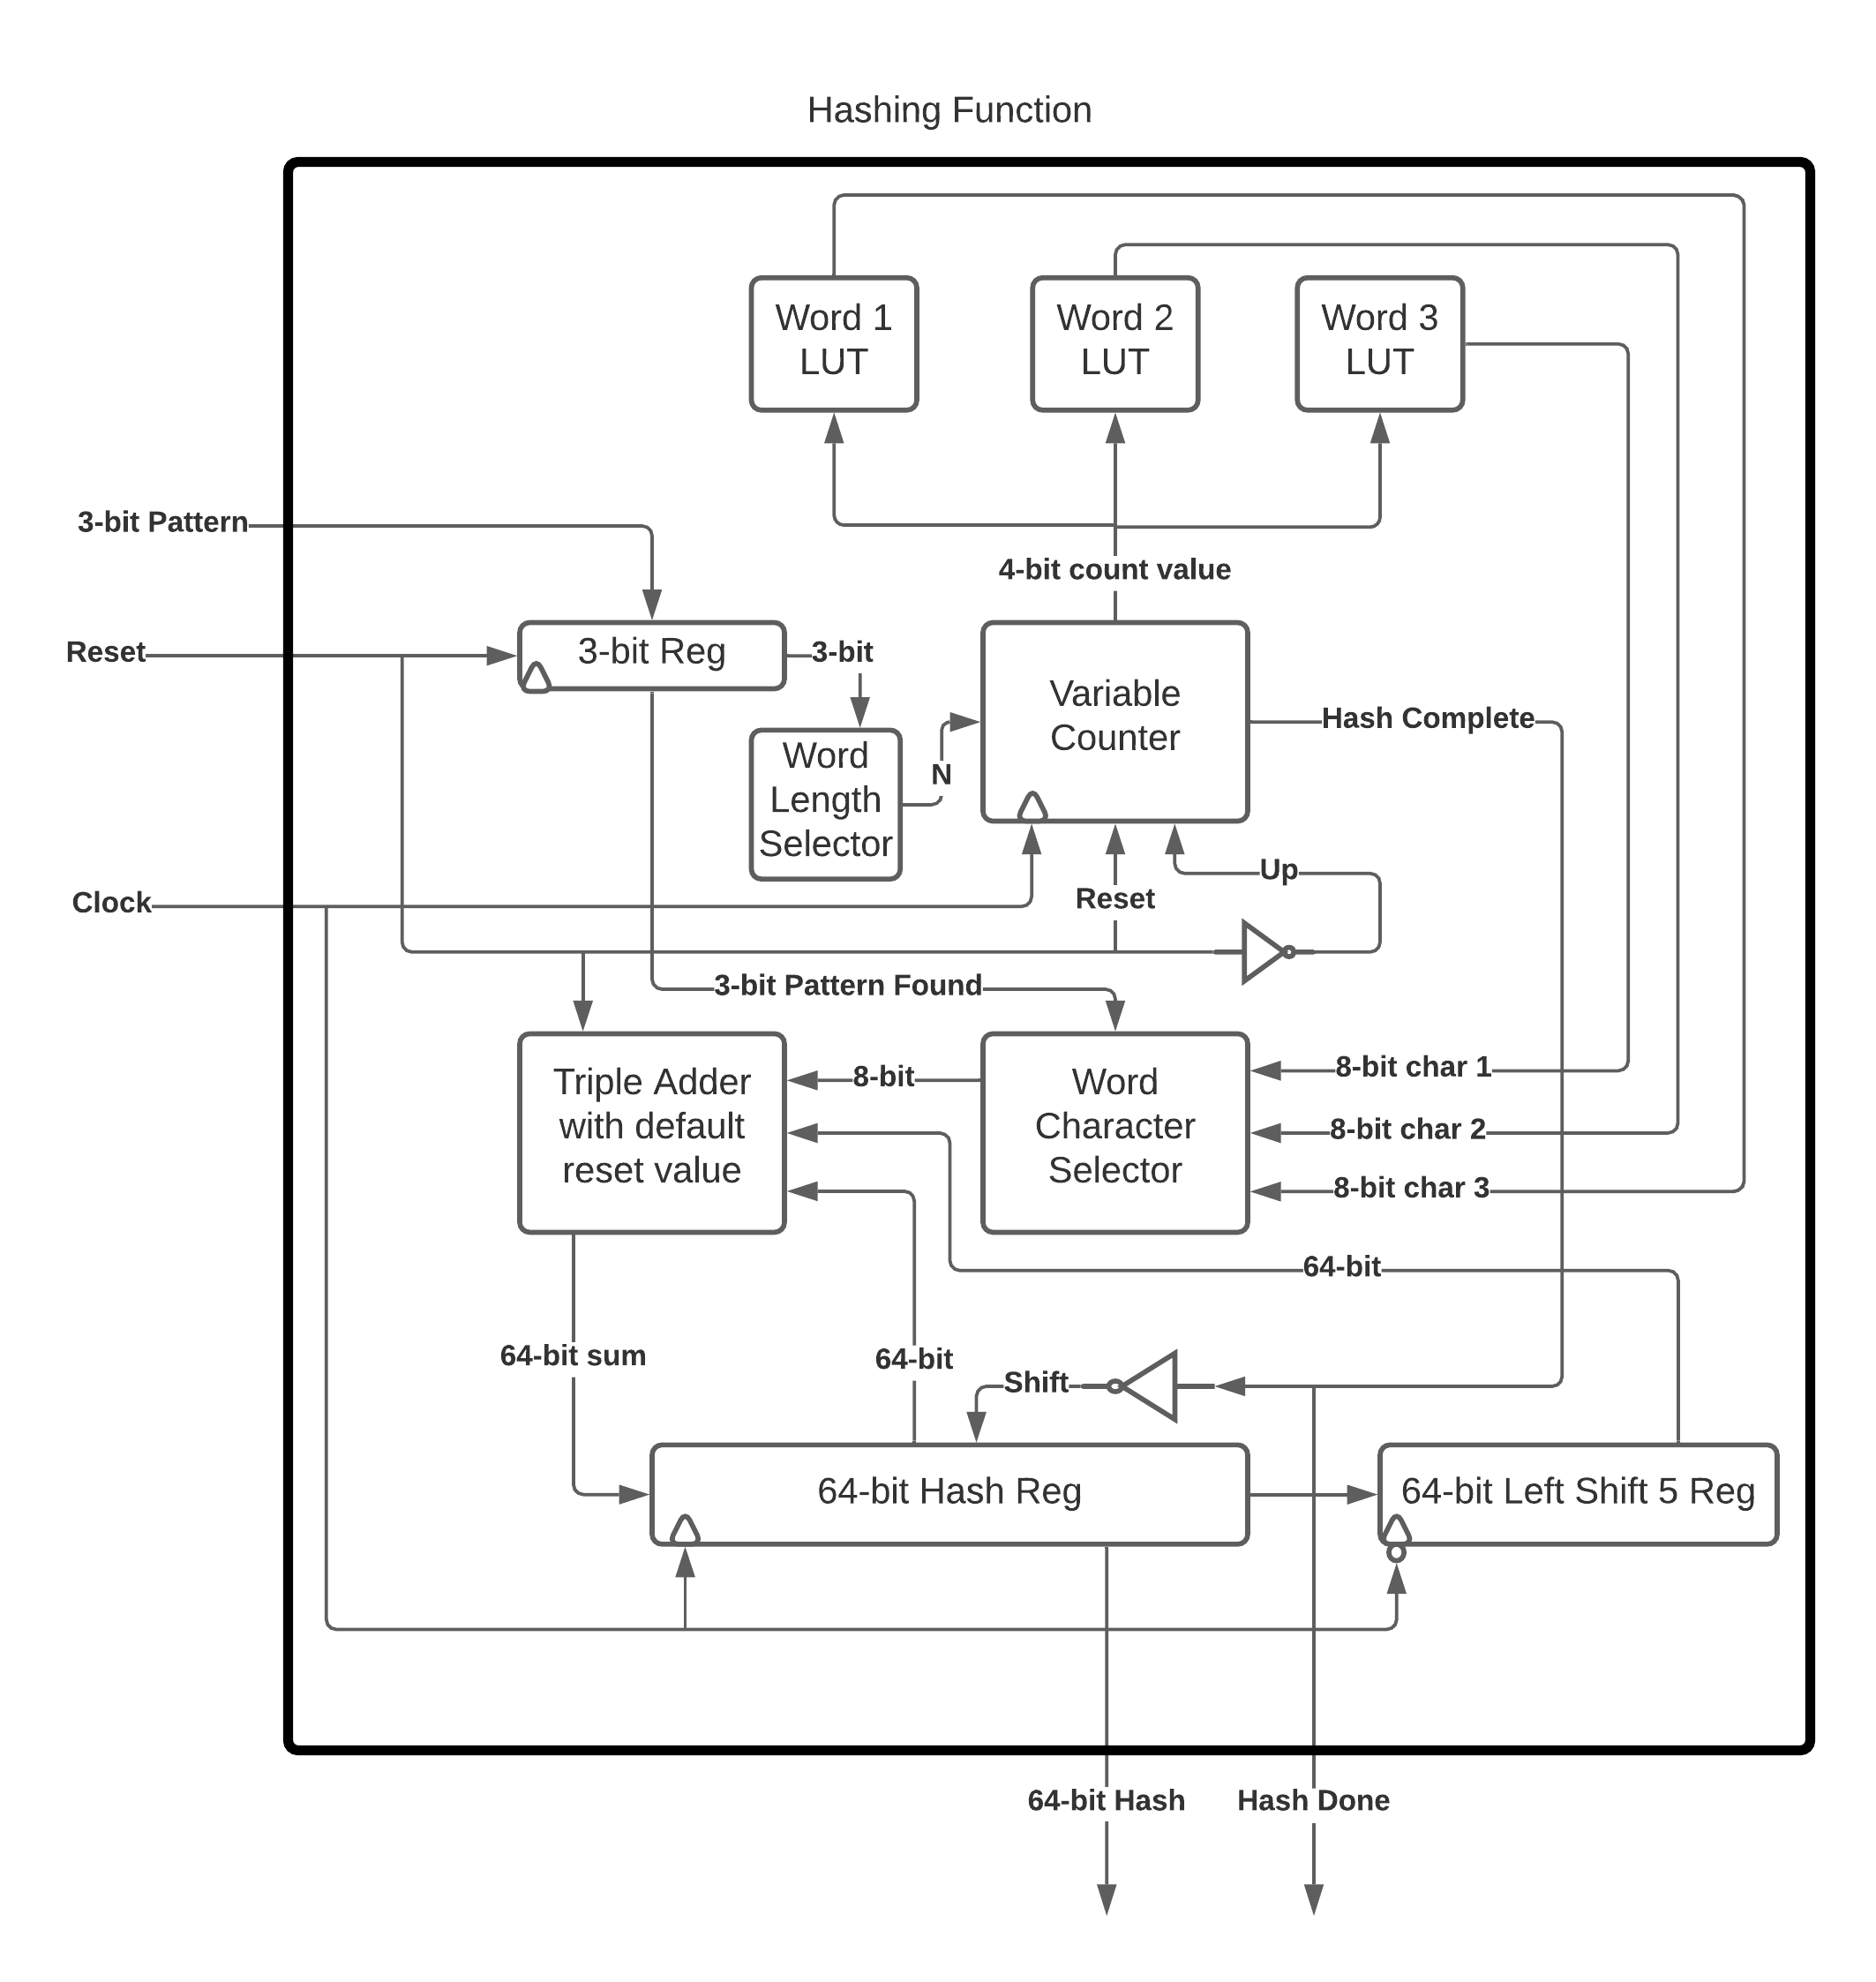 Hashing Function
Word 1
LUT
Word 2
LUT
Word 3
LUT
3-bit Pattern
4-bit count value
Reset
3-bit Reg
3-bit
Variable
Counter
Hash Complete
Word
Length
Selector
N
Up
Clock
Reset
3-bit Pattern Found
Triple Adder
with default
reset value
8-bit
Word
Character
Selector
8-bit char 1
8-bit char 2
8-bit char 3
64-bit
64-bit sum
64-bit
Shift
64-bit Hash Reg
64-bit Left Shift 5 Reg
64-bit Hash
Hash Done